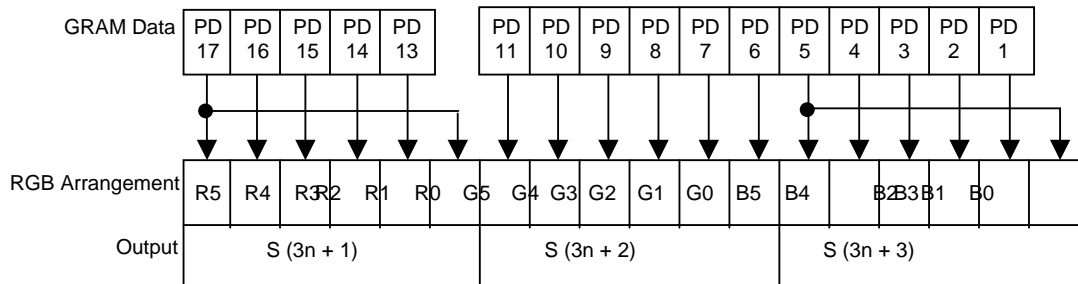 GRAM Data PD 17 PD 16 PD 15 PD 14 PD 13 PD 11 PD 10 PD 9 PD 8 PD 7 PD 6 PD 5 PD 4 PD 3 PD 2 PD 1
RGB Arrangement R5 R4 R3 R2 R1 R0 G5 G4 G3 G2 G1 G0 B5 B4 B2 B3 B1 B0
Output S (3n + 1) S (3n + 2) S (3n + 3)